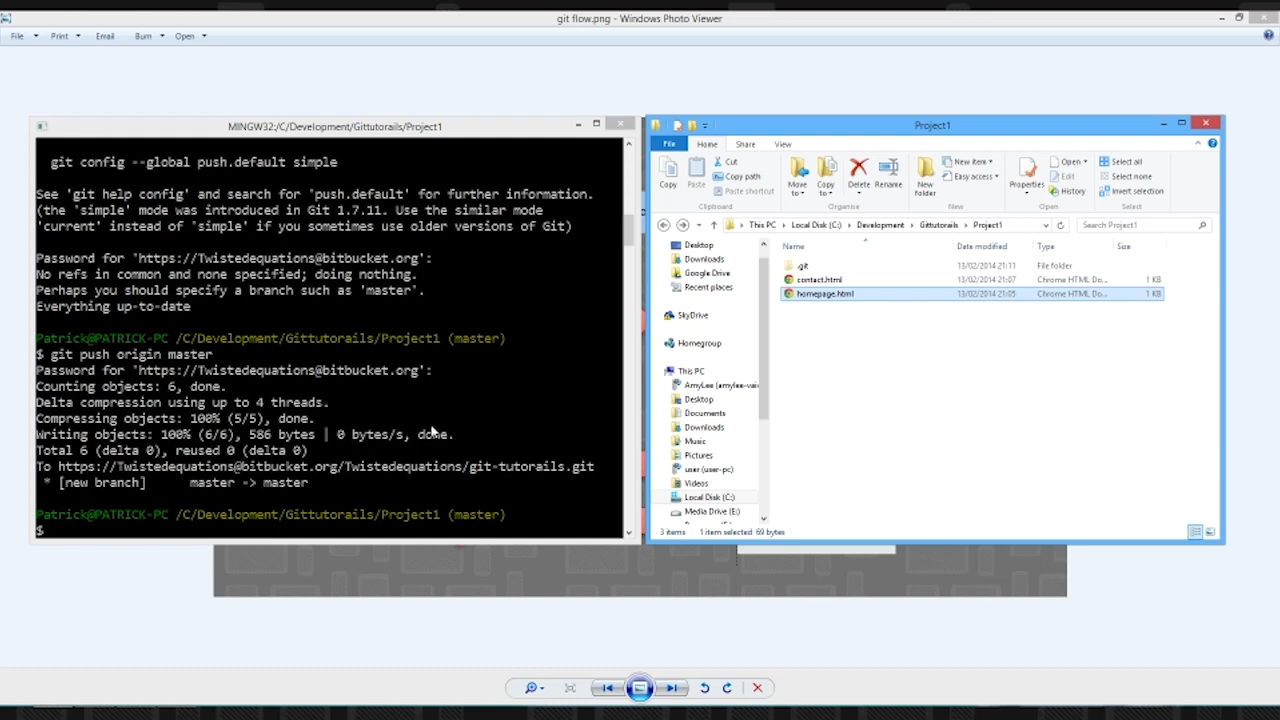 git flow.png - Windows Photo Viewer
File Print Email Burn Open
MINGW32:/C/Development/Gittutorails/Project1
git config --global push.default simple
See 'git help config' and search for 'push.default' for further information.
(the 'simple' mode was introduced in Git 1.7.11. Use the similar mode
'current' instead of 'simple' if you sometimes use older versions of Git)
Password for 'https://Twistedequations@bitbucket.org':
No refs in common and none specified; doing nothing.
Perhaps you should specify a branch such as 'master'.
Everything up-to-date
Patrick@PATRICK-PC /C/Development/Gittutorails/Project1 (master)
$ git push origin master
Password for 'https://Twistedequations@bitbucket.org':
Counting objects: 6, done.
Delta compression using up to 4 threads.
Compressing objects: 100% (5/5), done.
Writing objects: 100% (6/6), 586 bytes | 0 bytes/s, done.
Total 6 (delta 0), reused 0 (delta 0)
To https://Twistedequations@bitbucket.org/Twistedequations/git-tutorails.git
* [new branch] master -> master
Patrick@PATRICK-PC /C/Development/Gittutorails/Project1 (master)
$
Project1
File Home Share View
Copy
Paste
Cut
Copy path
Paste shortcut
Clipboard
Move to
Copy to
Delete
Rename
Organise
New folder
New item
Easy access
New
Properties
Open
Edit
History
Open
Select all
Select none
Invert selection
Select
This PC Local Disk (C:) Development Gittutorails Project1
Search Project1
Desktop
Downloads
Google Drive
Recent places
SkyDrive
Homegroup
This PC
AmyLee (amylee-vai
Desktop
Documents
Downloads
Music
Pictures
user (user-pc)
Videos
Local Disk (C:)
Media Drive (E:)
Name Date modified Type Size
.git 13/02/2014 21:11 File folder
contact.html 13/02/2014 21:07 Chrome HTML Do... 1 KB
homepage.html 13/02/2014 21:05 Chrome HTML Do... 1 KB
3 items 1 item selected 69 bytes